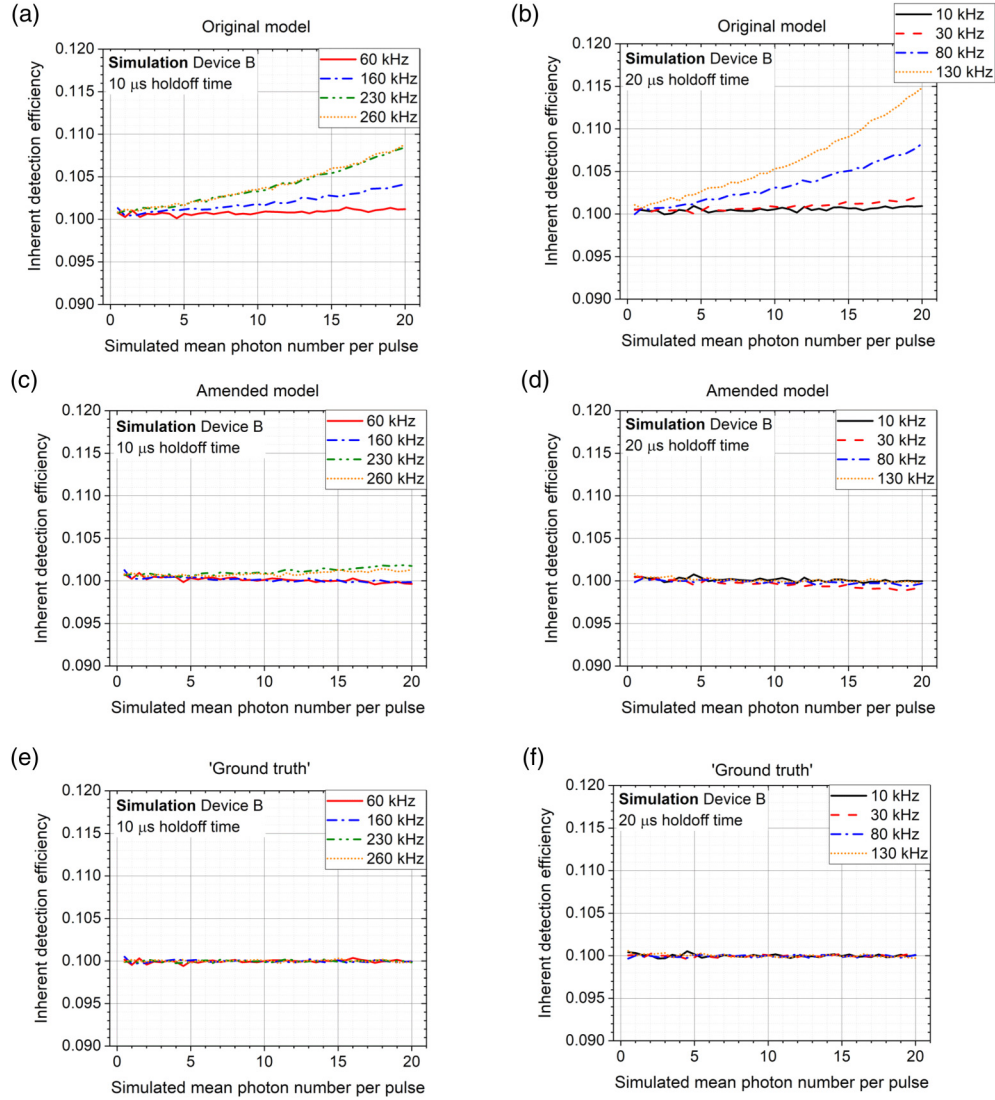 (a)
Original model
Simulation Device B
10 μs holdoff time
60 kHz
160 kHz
230 kHz
260 kHz
0.120
0.115
0.110
0.105
0.100
0.095
0.090
Inherent detection efficiency
0 5 10 15 20
Simulated mean photon number per pulse
(b)
Original model
Simulation Device B
20 μs holdoff time
10 kHz
30 kHz
80 kHz
130 kHz
0.120
0.115
0.110
0.105
0.100
0.095
0.090
Inherent detection efficiency
0 5 10 15 20
Simulated mean photon number per pulse
(c)
Amended model
Simulation Device B
10 μs holdoff time
60 kHz
160 kHz
230 kHz
260 kHz
0.120
0.115
0.110
0.105
0.100
0.095
0.090
Inherent detection efficiency
0 5 10 15 20
Simulated mean photon number per pulse
(d)
Amended model
Simulation Device B
20 μs holdoff time
10 kHz
30 kHz
80 kHz
130 kHz
0.120
0.115
0.110
0.105
0.100
0.095
0.090
Inherent detection efficiency
0 5 10 15 20
Simulated mean photon number per pulse
(e)
'Ground truth'
Simulation Device B
10 μs holdoff time
60 kHz
160 kHz
230 kHz
260 kHz
0.120
0.115
0.110
0.105
0.100
0.095
0.090
Inherent detection efficiency
0 5 10 15 20
Simulated mean photon number per pulse
(f)
'Ground truth'
Simulation Device B
20 μs holdoff time
10 kHz
30 kHz
80 kHz
130 kHz
0.120
0.115
0.110
0.105
0.100
0.095
0.090
Inherent detection efficiency
0 5 10 15 20
Simulated mean photon number per pulse